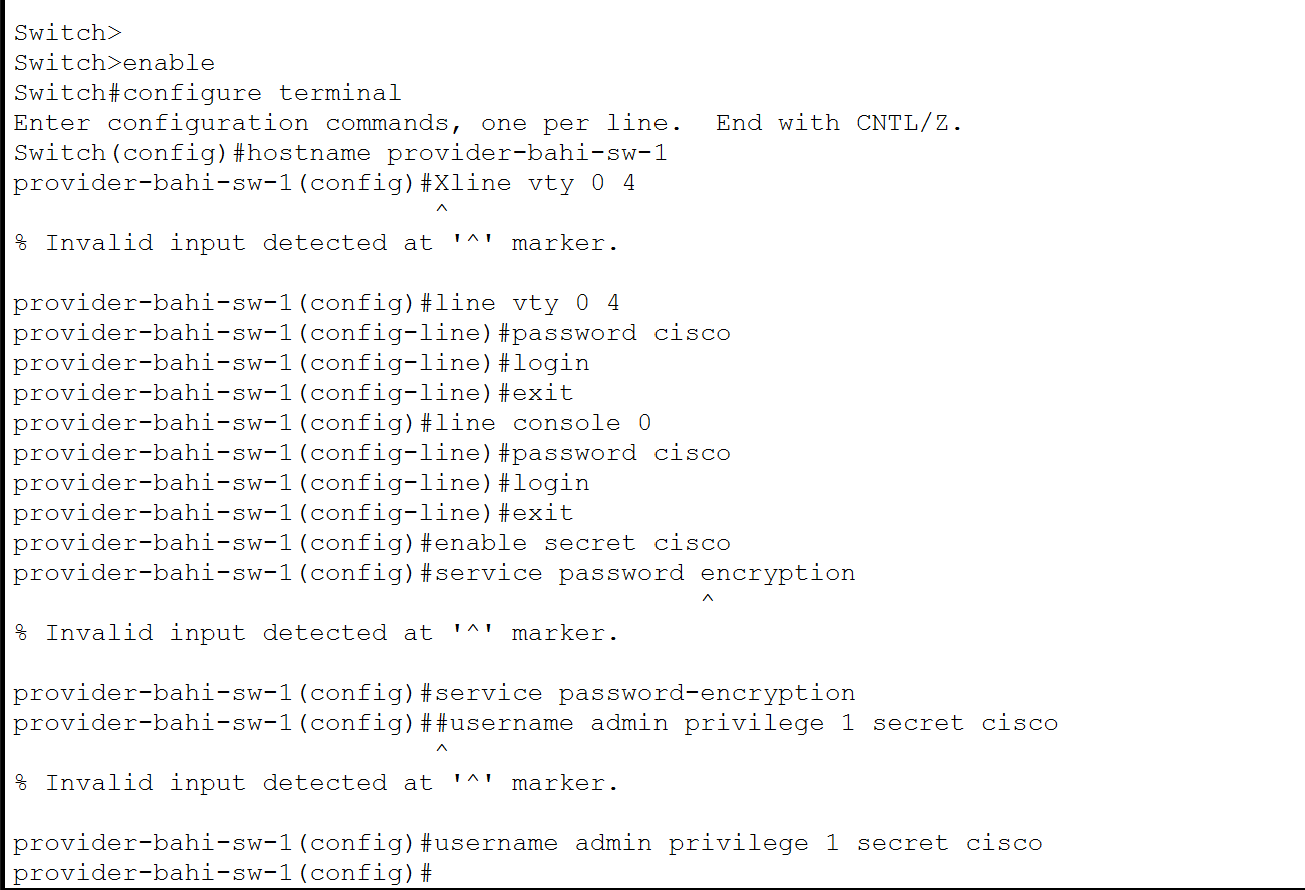 Switch>
Switch>enable
Switch#configure terminal
Enter configuration commands, one per line.  End with CNTL/Z.
Switch(config)#hostname provider-bahi-sw-1
provider-bahi-sw-1(config)#Xline vty 0 4
^
% Invalid input detected at '^' marker.
provider-bahi-sw-1(config)#line vty 0 4
provider-bahi-sw-1(config-line)#password cisco
provider-bahi-sw-1(config-line)#login
provider-bahi-sw-1(config-line)#exit
provider-bahi-sw-1(config)#line console 0
provider-bahi-sw-1(config-line)#password cisco
provider-bahi-sw-1(config-line)#login
provider-bahi-sw-1(config-line)#exit
provider-bahi-sw-1(config)#enable secret cisco
provider-bahi-sw-1(config)#service password encryption
^
% Invalid input detected at '^' marker.
provider-bahi-sw-1(config)#service password-encryption
provider-bahi-sw-1(config)##username admin privilege 1 secret cisco
^
% Invalid input detected at '^' marker.
provider-bahi-sw-1(config)#username admin privilege 1 secret cisco
provider-bahi-sw-1(config)#